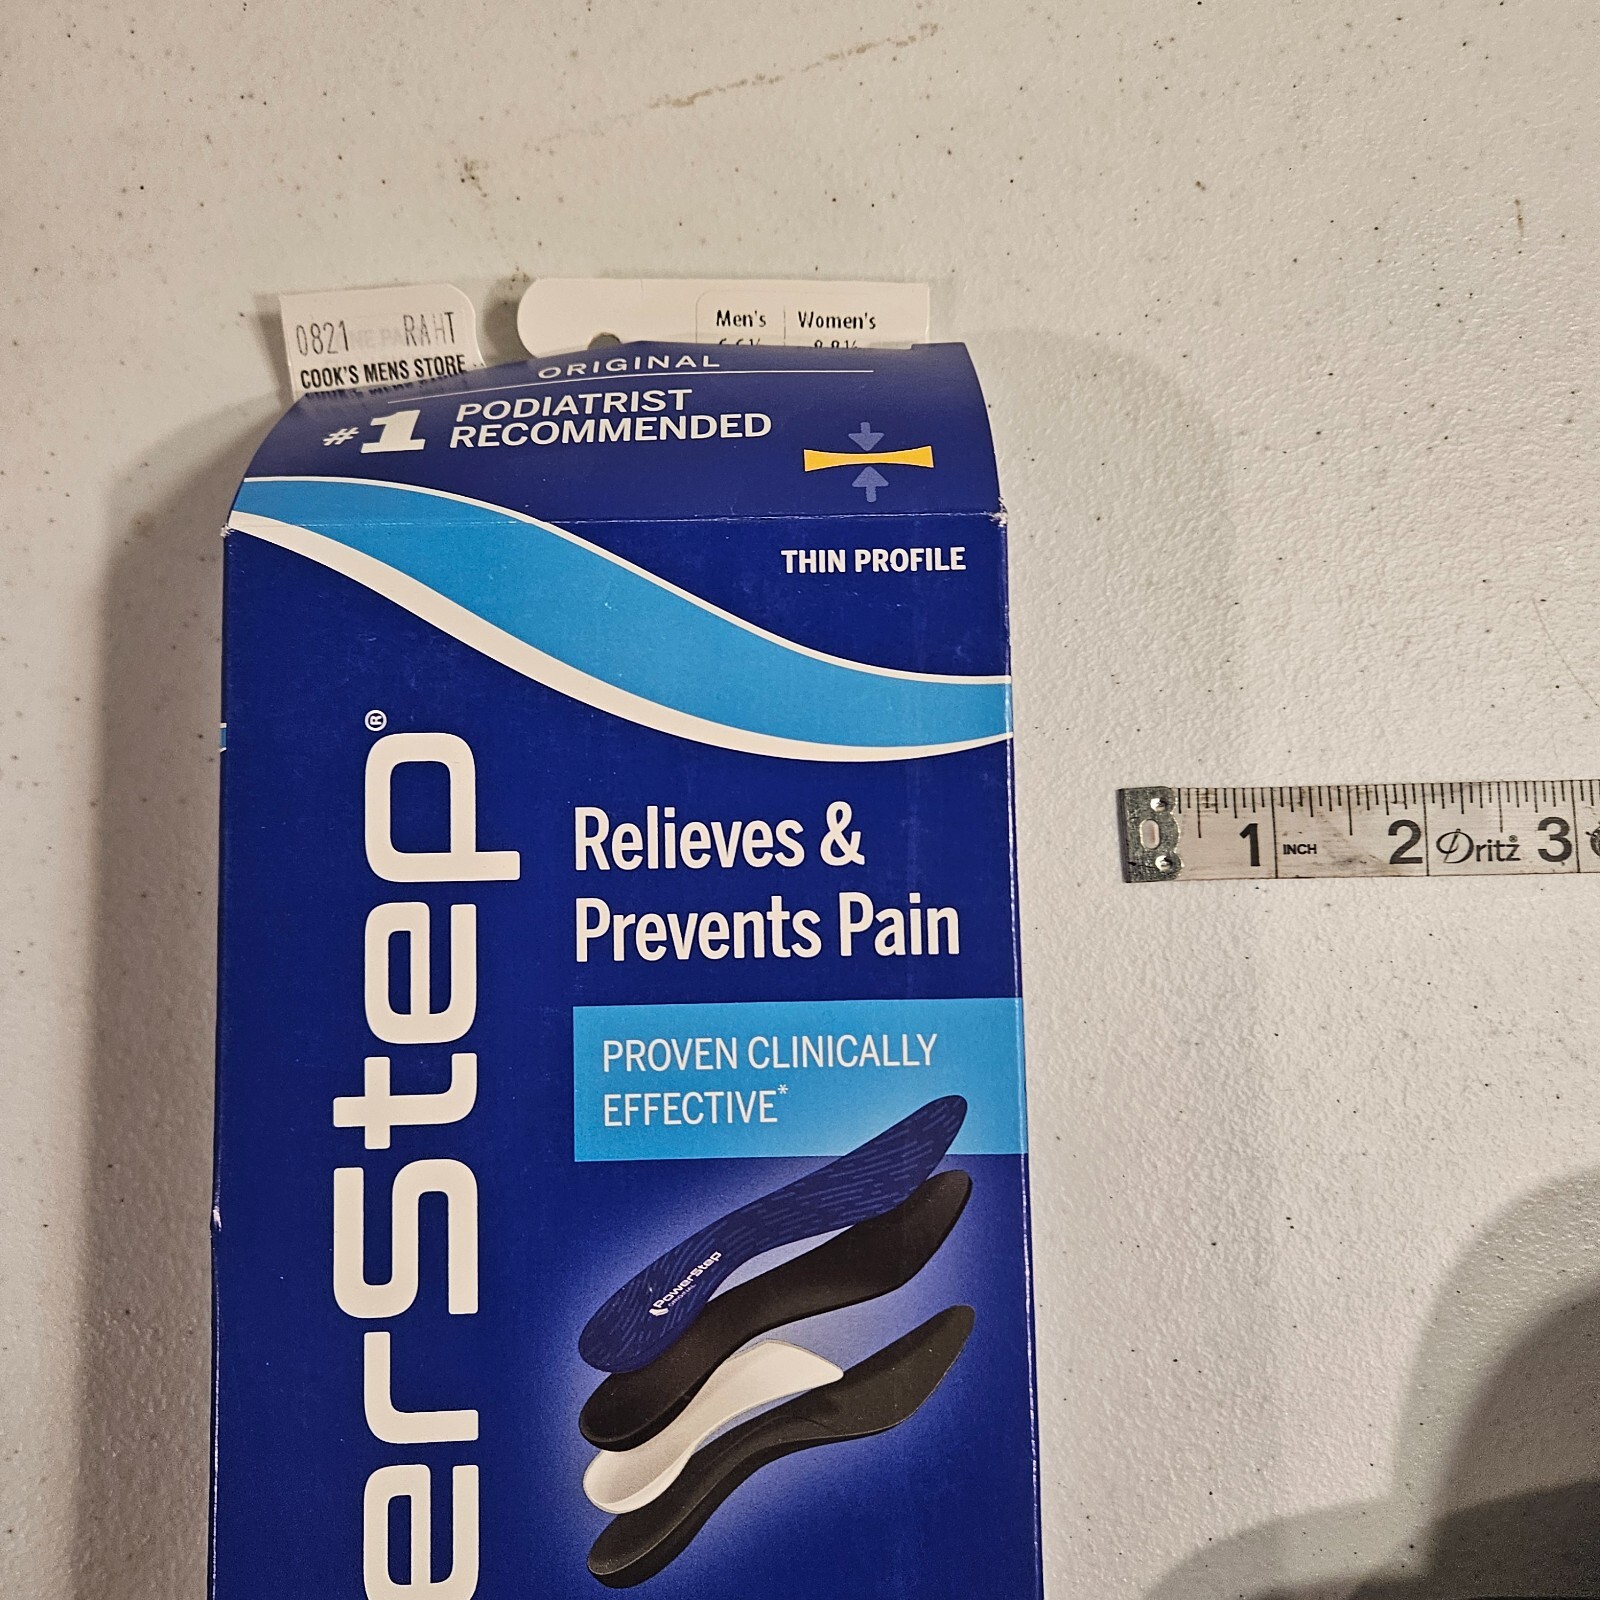 0821 RAHT
COOK'S MENS STORE
Men's Women's
ORIGINAL
#1 PODIATRIST
RECOMMENDED
THIN PROFILE
erStep®
Relieves &
Prevents Pain
PROVEN CLINICALLY
EFFECTIVE*
PowerStep
ORIGINAL
1 INCH 2 Dritz® 3